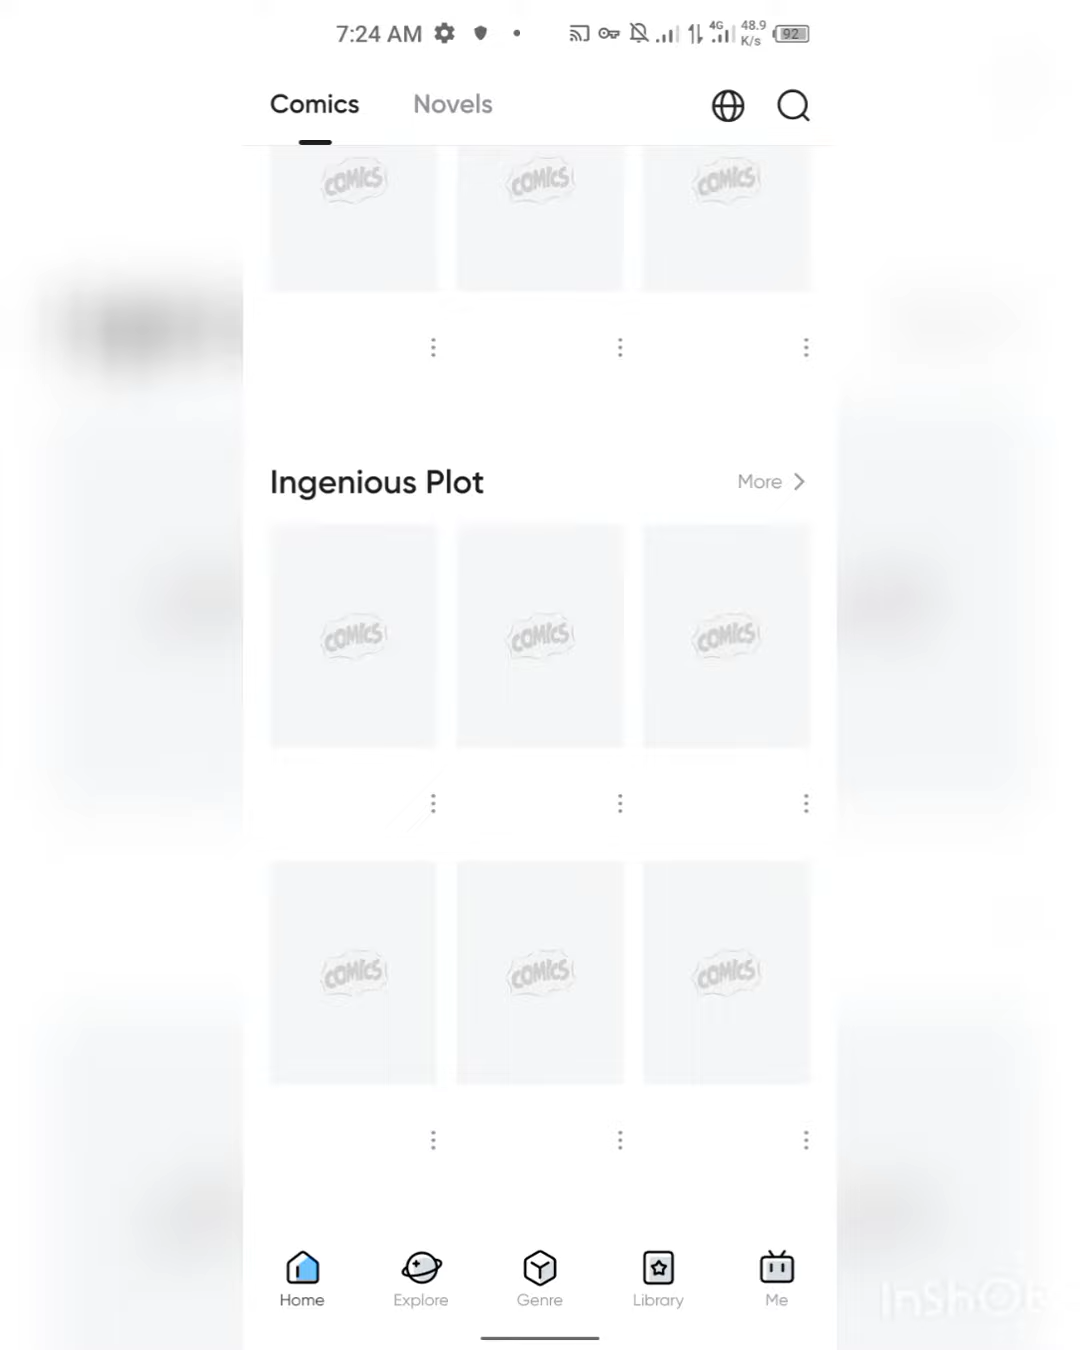 7:24 AM 4G 48.9 K/s 92
Comics Novels
COMICS COMICS COMICS
Ingenious Plot More
COMICS COMICS COMICS
COMICS COMICS COMICS
Home Explore Genre Library Me
InShOt